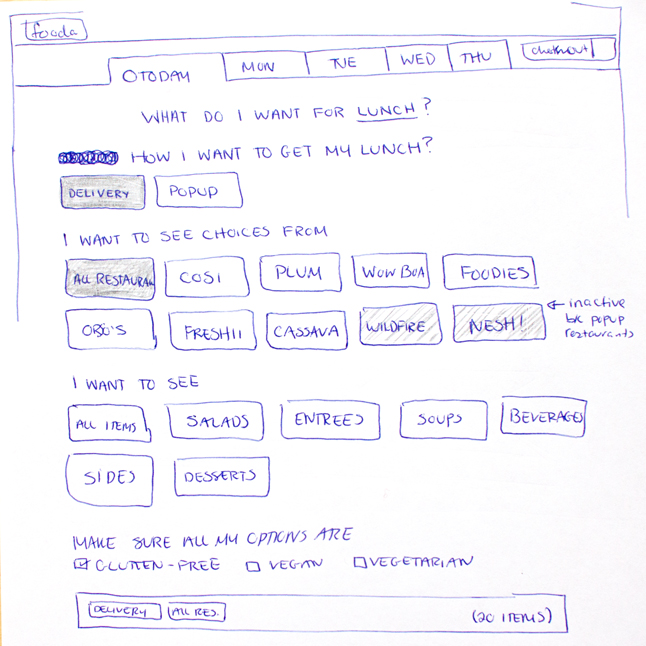 fooda
OTODAY MON TUE WED THU checkout
WHAT DO I WANT FOR LUNCH?
HOW I WANT TO GET MY LUNCH?
DELIVERY POPUP
I WANT TO SEE CHOICES FROM
ALL RESTAURAN COSI PLUM WOW BOA FOODIES
FRESHII CASSAVA WILDFIRE NESH!
← inactive
b/c popup
restaurants
I WANT TO SEE
ALL ITEMS SALADS ENTREES SOUPS BEVERAGES
SIDES DESSERTS
MAKE SURE ALL MY OPTIONS ARE
GLUTTEN-FREE VEGAN VEGETARIAN
DELIVERY ALL RES. (20 ITEMS)